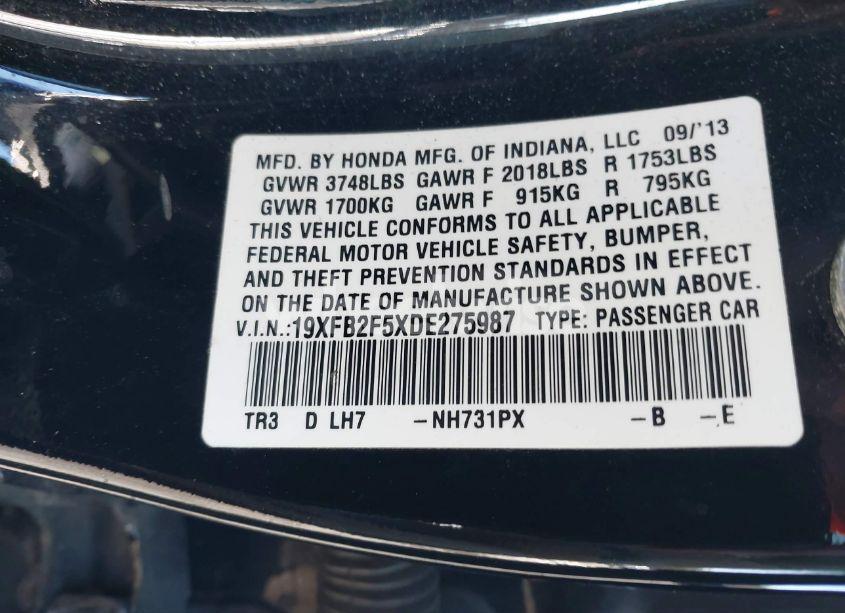 MFD. BY HONDA MFG. OF INDIANA, LLC 09/'13
GVWR 3748LBS GAWR F 2018LBS R 1753LBS
GVWR 1700KG GAWR F 915KG R 795KG
THIS VEHICLE CONFORMS TO ALL APPLICABLE
FEDERAL MOTOR VEHICLE SAFETY, BUMPER,
AND THEFT PREVENTION STANDARDS IN EFFECT
ON THE DATE OF MANUFACTURE SHOWN ABOVE.
V.I.N.:19XFB2F5XDE275987 TYPE: PASSENGER CAR
TR3 D LH7 -NH731PX -B -E